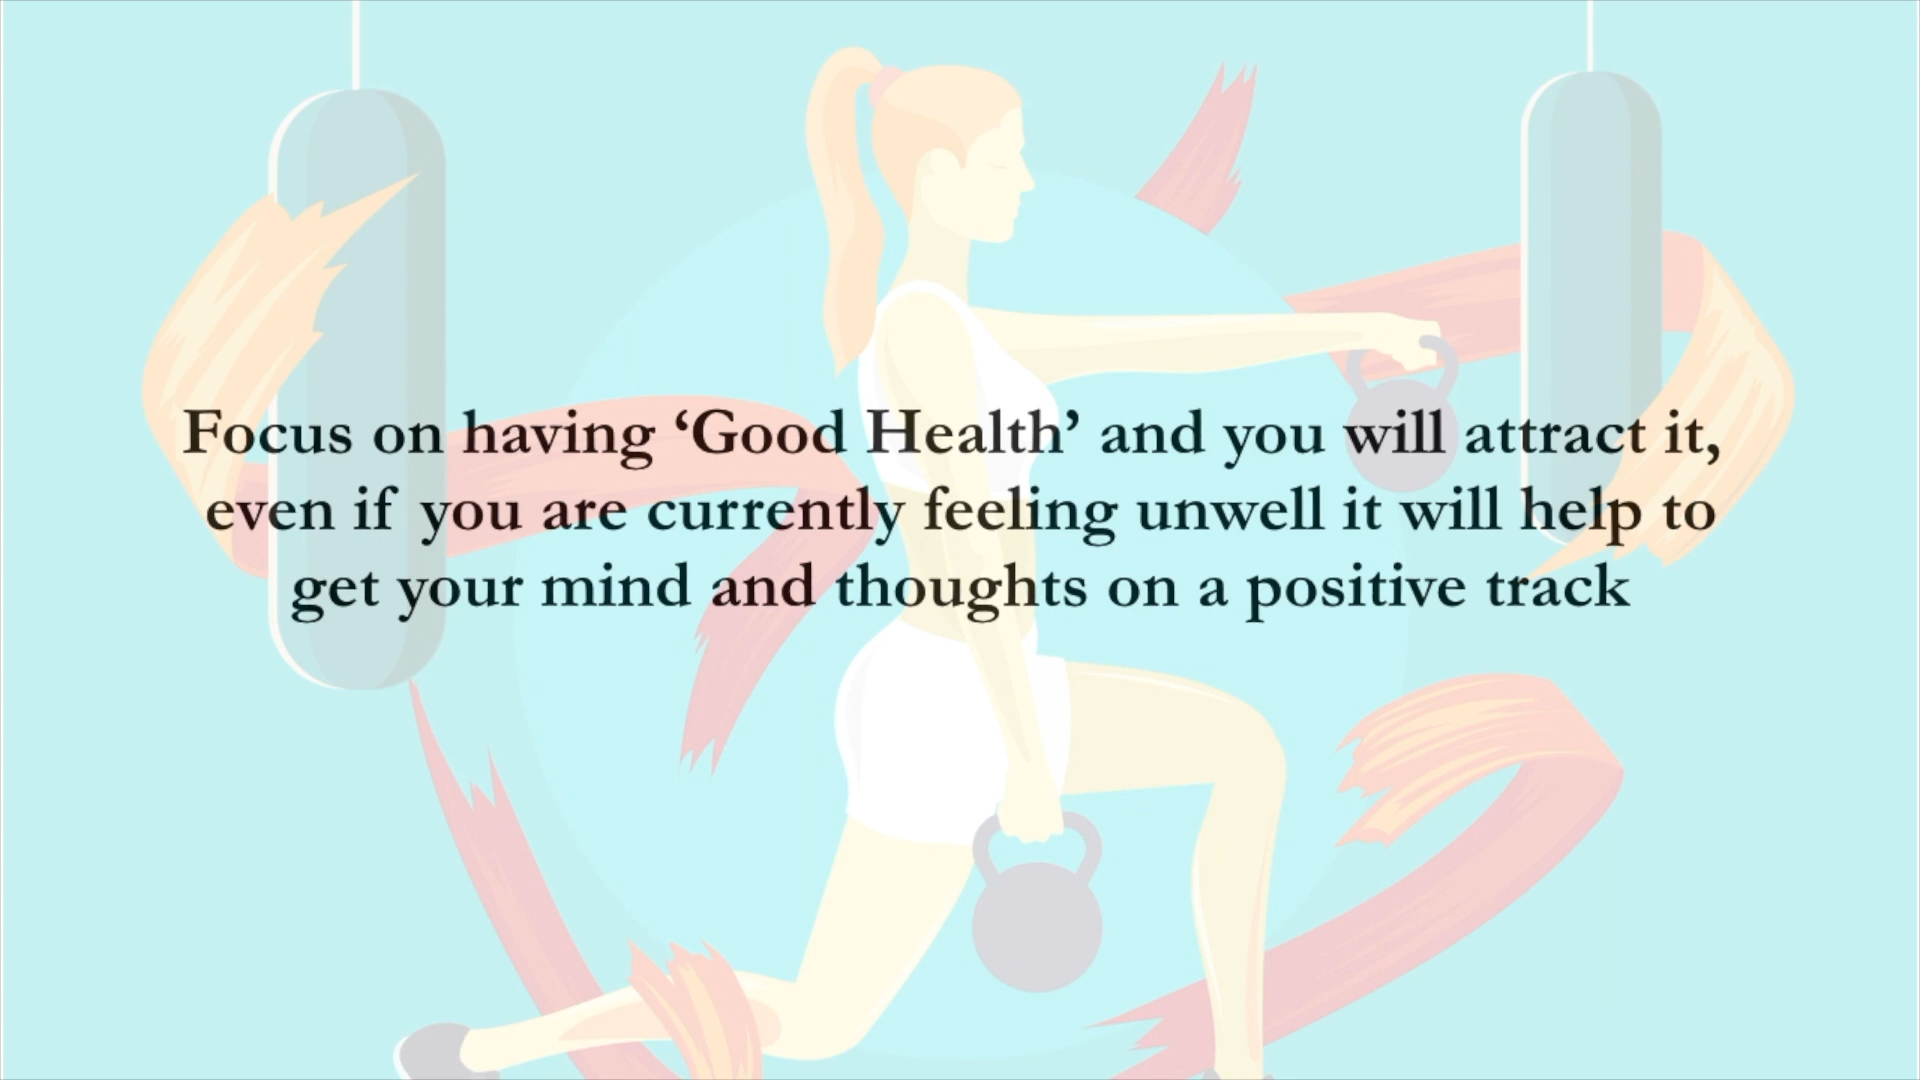 Focus on having ‘Good Health’ and you will attract it,
even if you are currently feeling unwell it will help to
get your mind and thoughts on a positive track